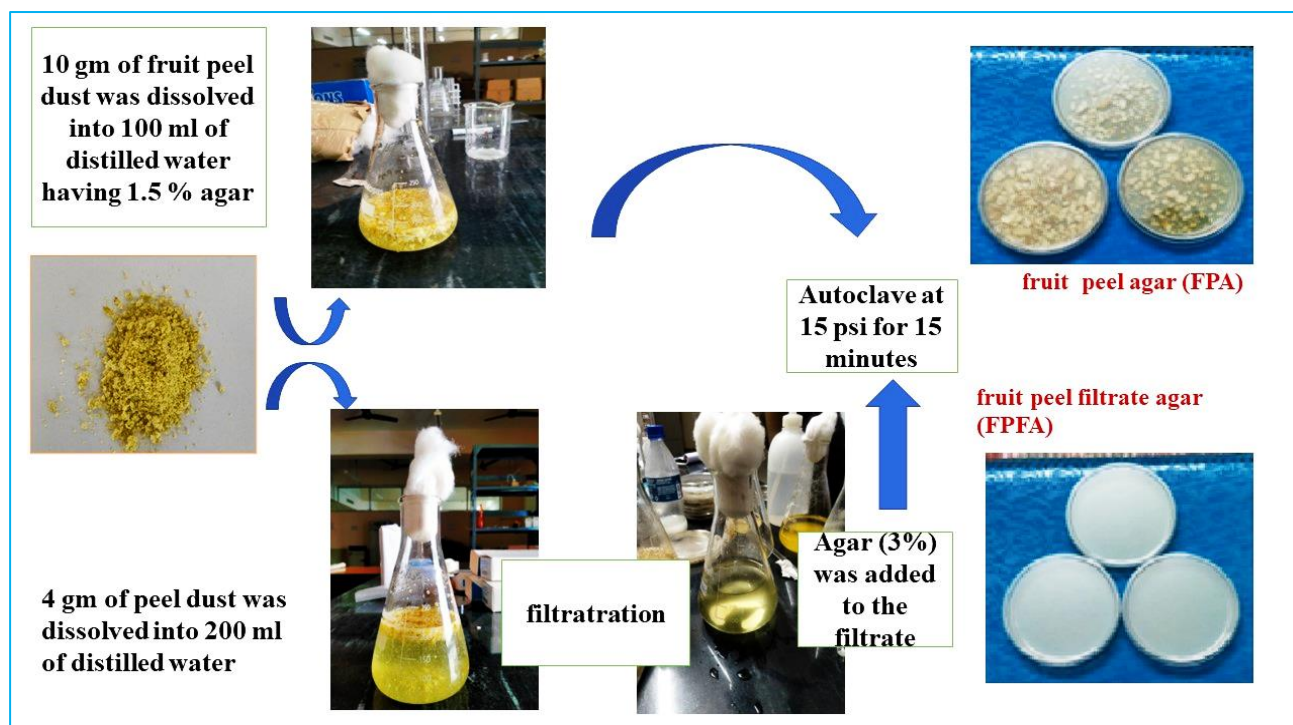 10 gm of fruit peel
dust was dissolved
into 100 ml of
distilled water
having 1.5 % agar
4 gm of peel dust was
dissolved into 200 ml
of distilled water
filtratration
Agar (3%)
was added
to the
filtrate
Autoclave at
15 psi for 15
minutes
fruit peel agar (FPA)
fruit peel filtrate agar
(FPFA)